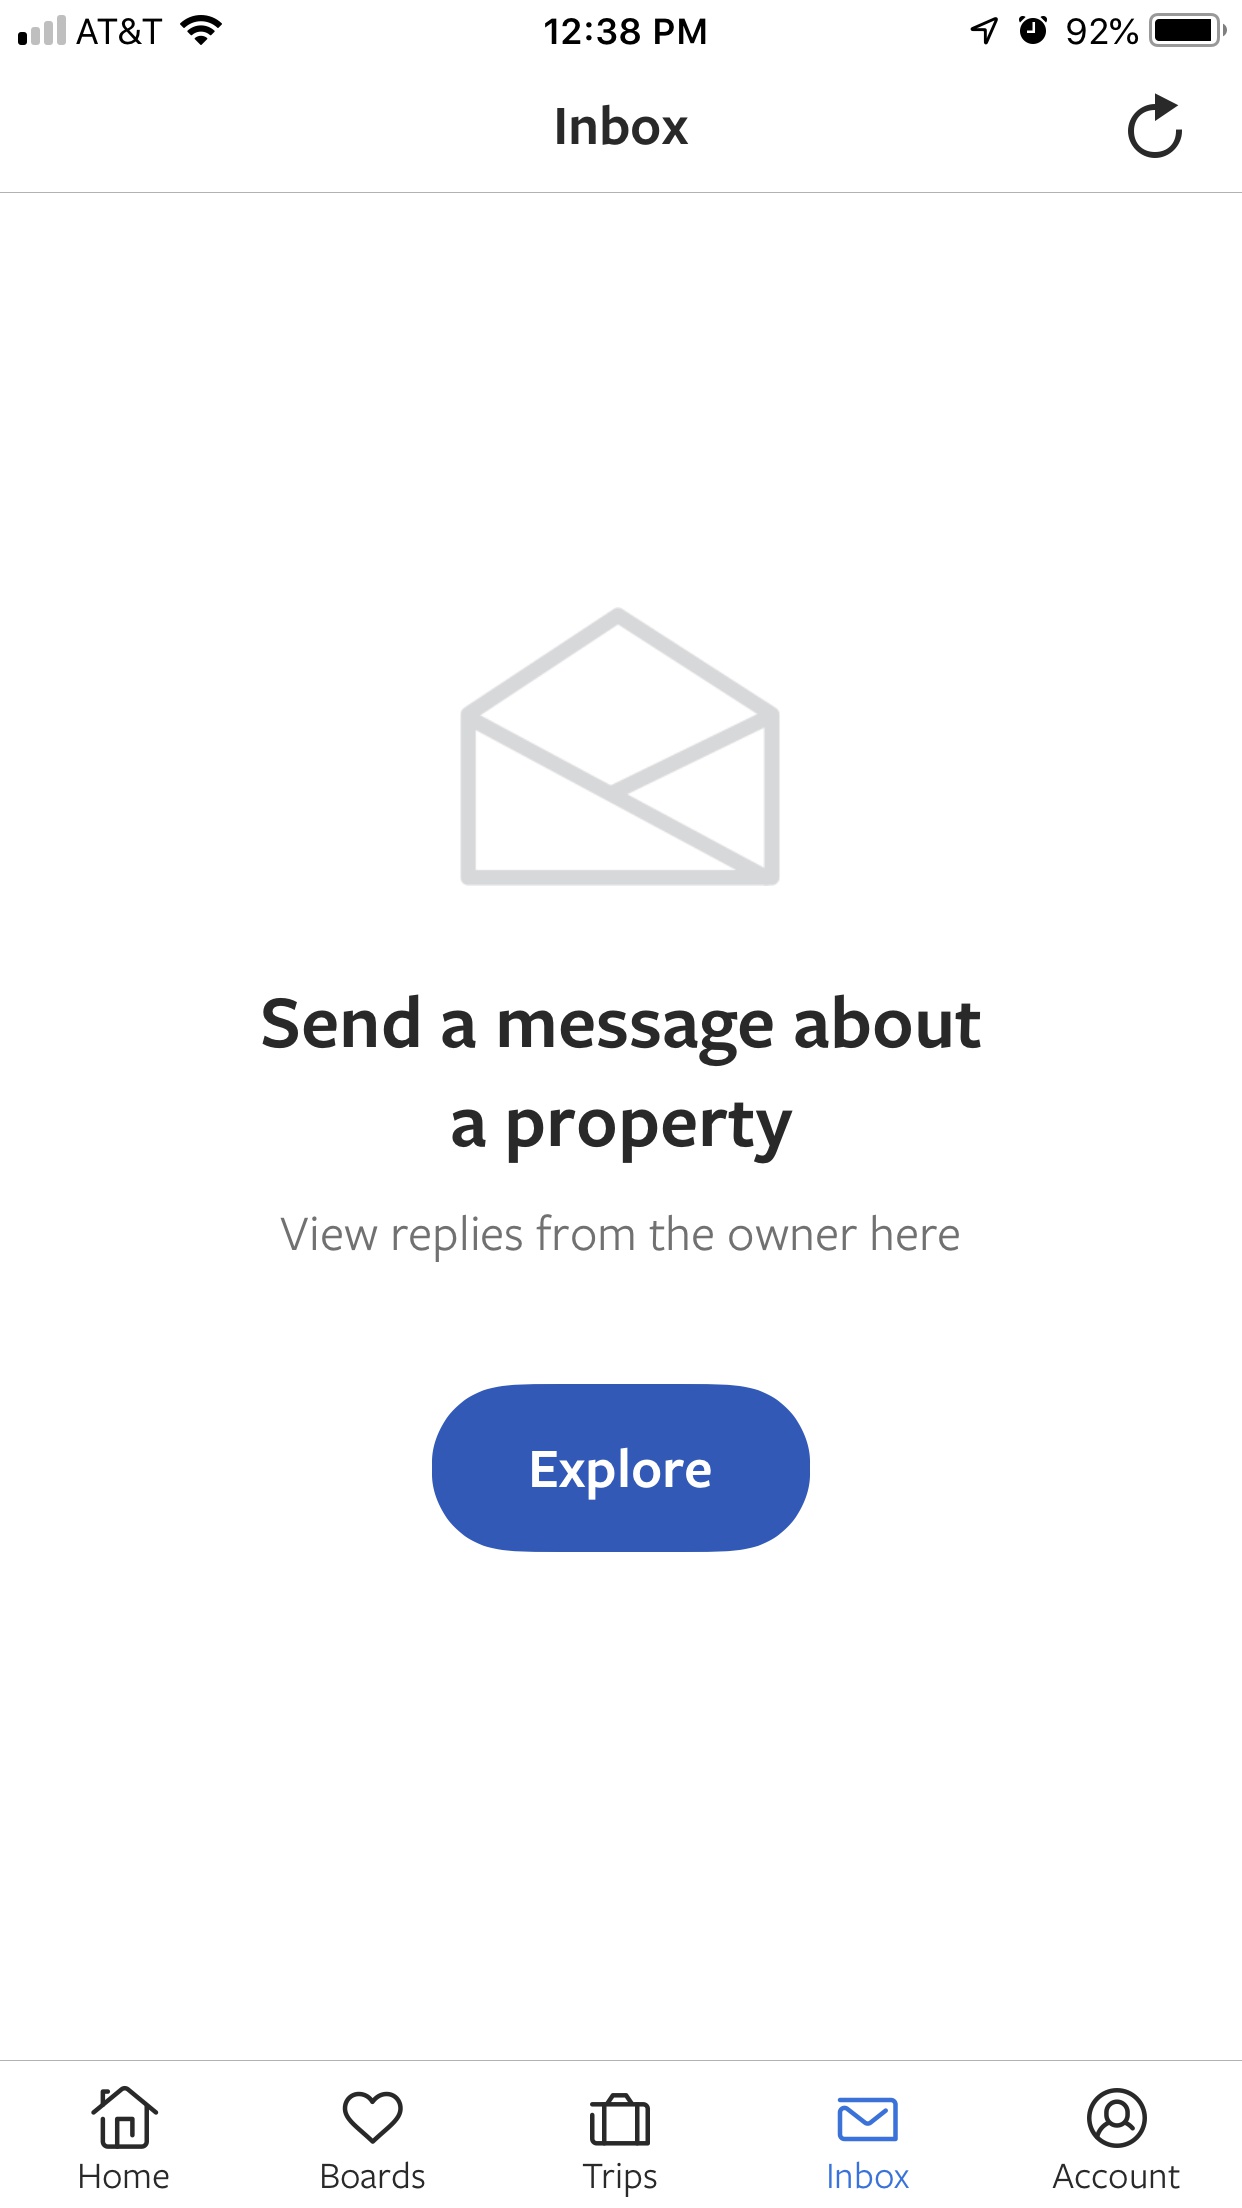 AT&T 12:38 PM 92%
Inbox
Send a message about
a property
View replies from the owner here
Explore
Home Boards Trips Inbox Account